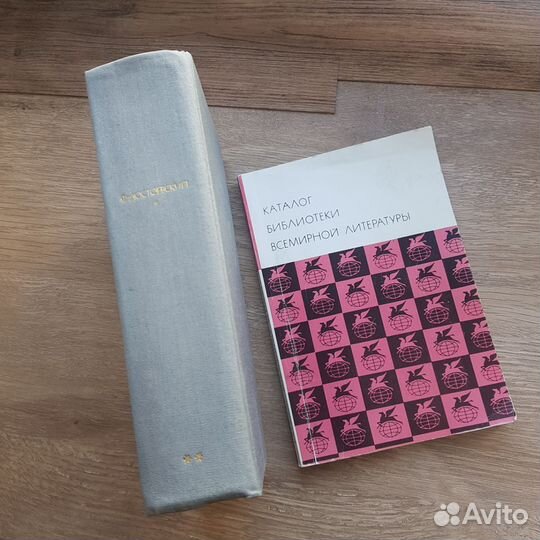 Достоевский
КАТАЛОГ
БИБЛИОТЕКИ
ВСЕМИРНОЙ ЛИТЕРАТУРЫ
Avito